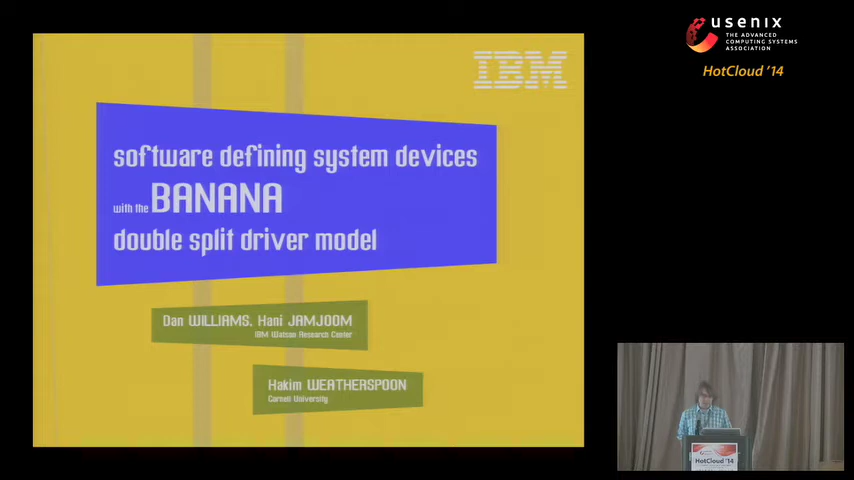 usenix
THE ADVANCED
COMPUTING SYSTEMS
ASSOCIATION
HotCloud '14
IBM
software defining system devices
with the BANANA
double split driver model
Dan WILLIAMS, Hani JAMJOOM
IBM Watson Research Center
Hakim WEATHERSPOON
Cornell University
HotCloud '14